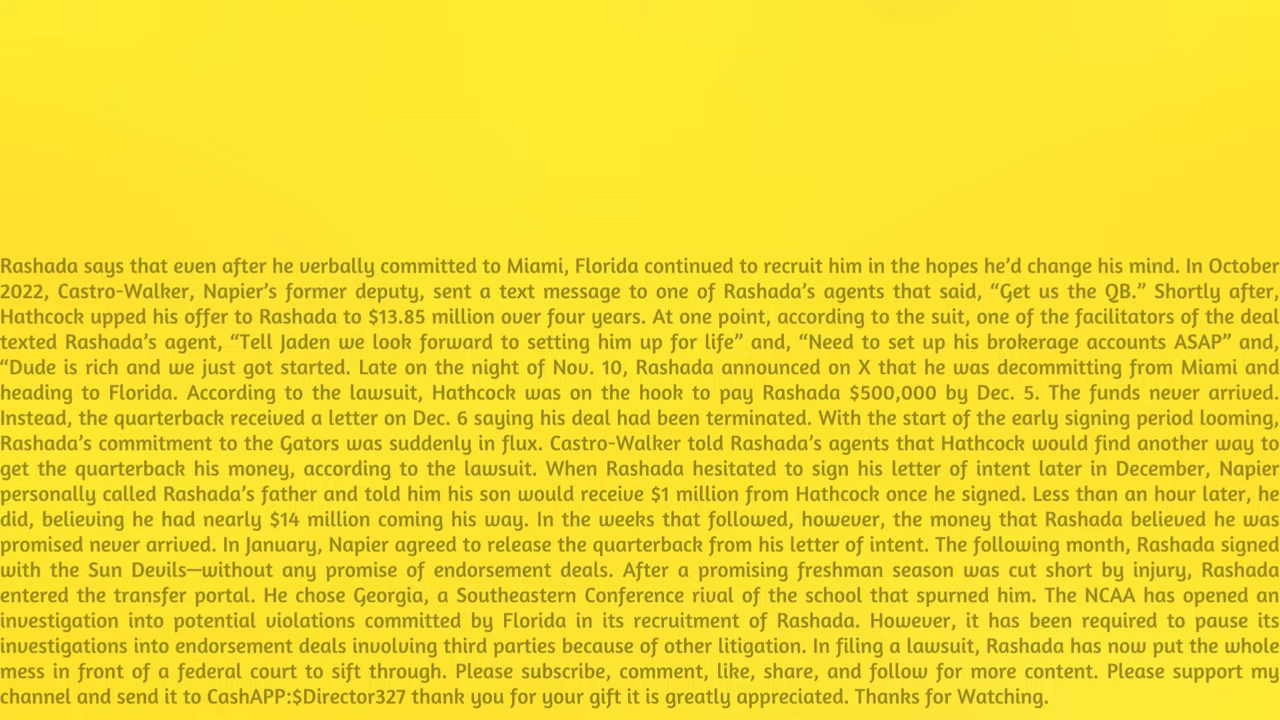 Rashada says that even after he verbally committed to Miami, Florida continued to recruit him in the hopes he’d change his mind. In October
2022, Castro-Walker, Napier’s former deputy, sent a text message to one of Rashada’s agents that said, “Get us the QB.” Shortly after,
Hathcock upped his offer to Rashada to $13.85 million over four years. At one point, according to the suit, one of the facilitators of the deal
texted Rashada’s agent, “Tell Jaden we look forward to setting him up for life” and, “Need to set up his brokerage accounts ASAP” and,
“Dude is rich and we just got started. Late on the night of Nov. 10, Rashada announced on X that he was decommitting from Miami and
heading to Florida. According to the lawsuit, Hathcock was on the hook to pay Rashada $500,000 by Dec. 5. The funds never arrived.
Instead, the quarterback received a letter on Dec. 6 saying his deal had been terminated. With the start of the early signing period looming,
Rashada’s commitment to the Gators was suddenly in flux. Castro-Walker told Rashada’s agents that Hathcock would find another way to
get the quarterback his money, according to the lawsuit. When Rashada hesitated to sign his letter of intent later in December, Napier
personally called Rashada’s father and told him his son would receive $1 million from Hathcock once he signed. Less than an hour later, he
did, believing he had nearly $14 million coming his way. In the weeks that followed, however, the money that Rashada believed he was
promised never arrived. In January, Napier agreed to release the quarterback from his letter of intent. The following month, Rashada signed
with the Sun Devils—without any promise of endorsement deals. After a promising freshman season was cut short by injury, Rashada
entered the transfer portal. He chose Georgia, a Southeastern Conference rival of the school that spurned him. The NCAA has opened an
investigation into potential violations committed by Florida in its recruitment of Rashada. However, it has been required to pause its
investigations into endorsement deals involving third parties because of other litigation. In filing a lawsuit, Rashada has now put the whole
mess in front of a federal court to sift through. Please subscribe, comment, like, share, and follow for more content. Please support my
channel and send it to CashAPP:$Director327 thank you for your gift it is greatly appreciated. Thanks for Watching.